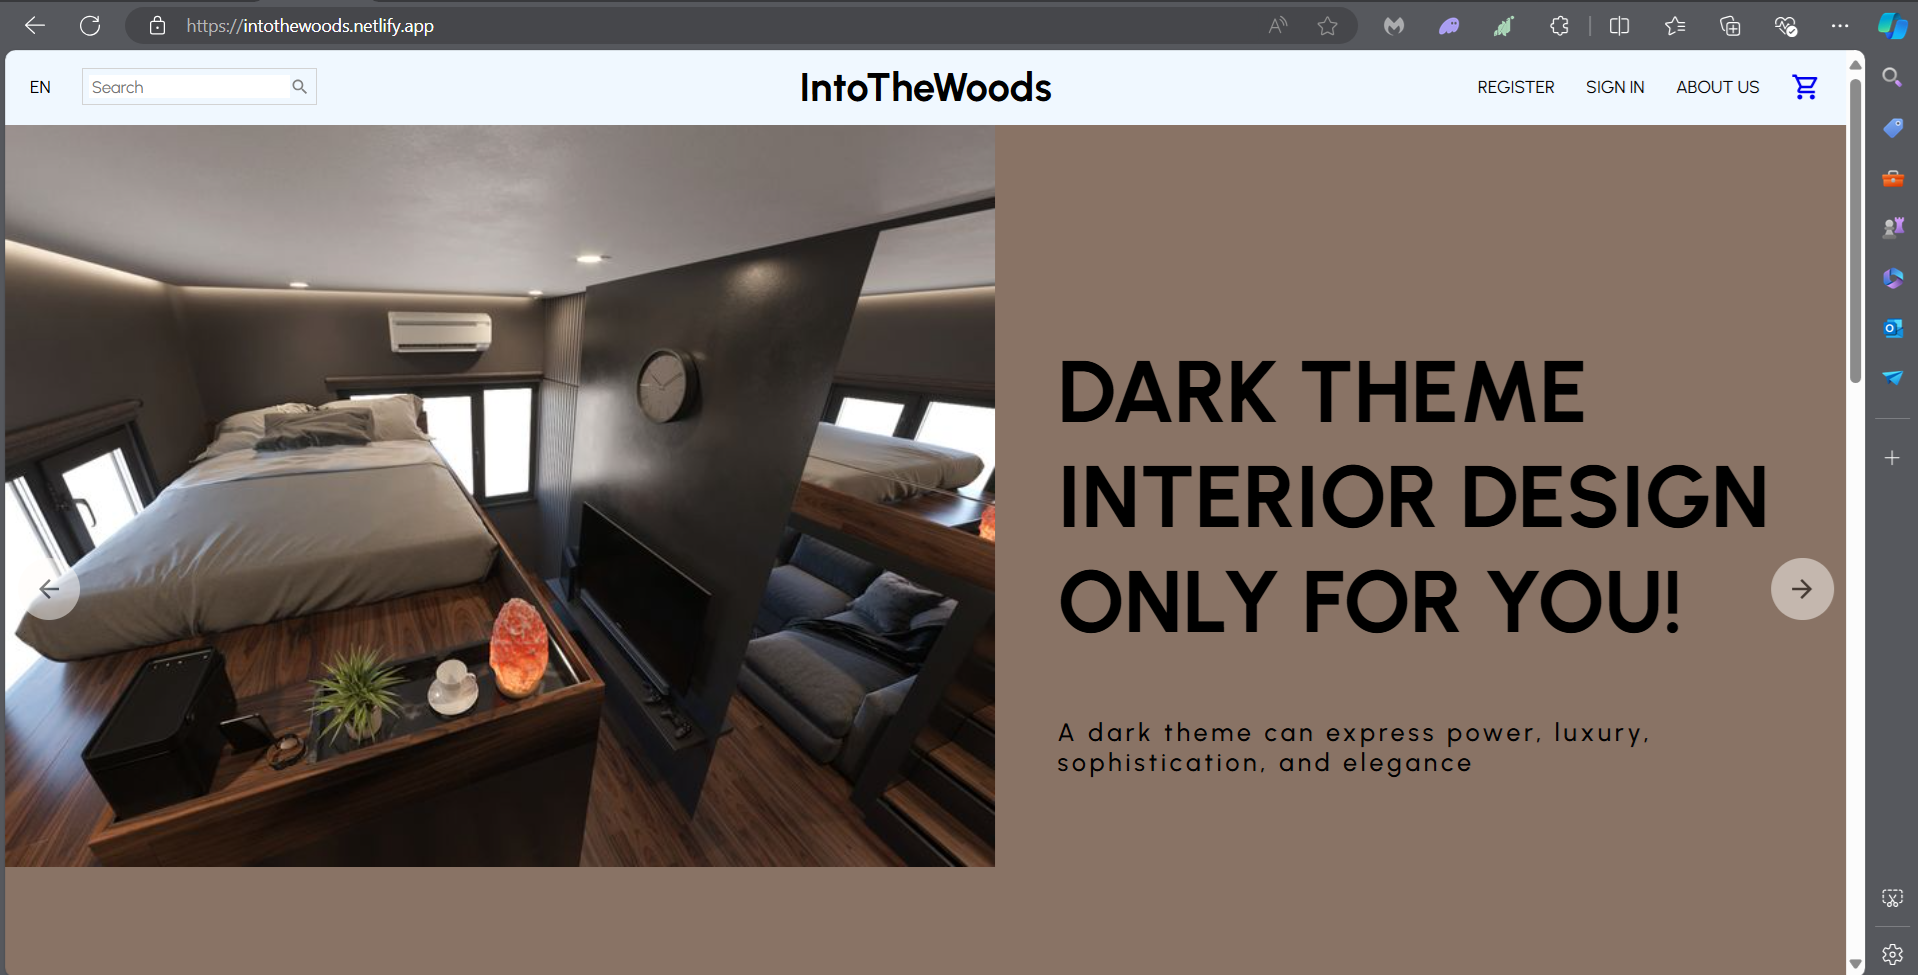 https://intothewoods.netlify.app
EN
Search
IntoTheWoods
REGISTER
SIGN IN
ABOUT US
DARK THEME
INTERIOR DESIGN
ONLY FOR YOU!
A dark theme can express power, luxury,
sophistication, and elegance